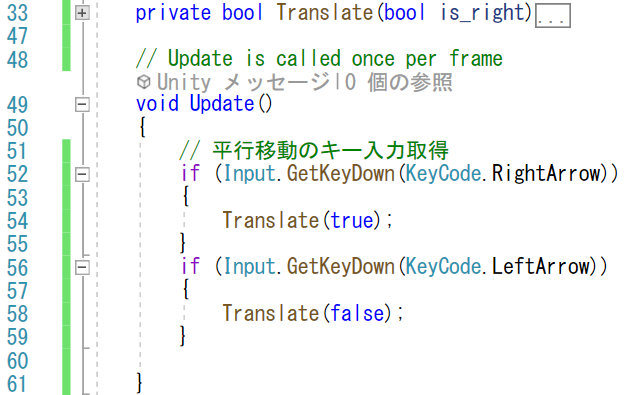 33 private bool Translate(bool is_right)...
47
48 // Update is called once per frame
Unity メッセージ|0 個の参照
49 void Update()
50 {
51 // 平行移動のキー入力取得
52 if (Input.GetKeyDown(KeyCode.RightArrow))
53 {
54 Translate(true);
55 }
56 if (Input.GetKeyDown(KeyCode.LeftArrow))
57 {
58 Translate(false);
59 }
60
61 }